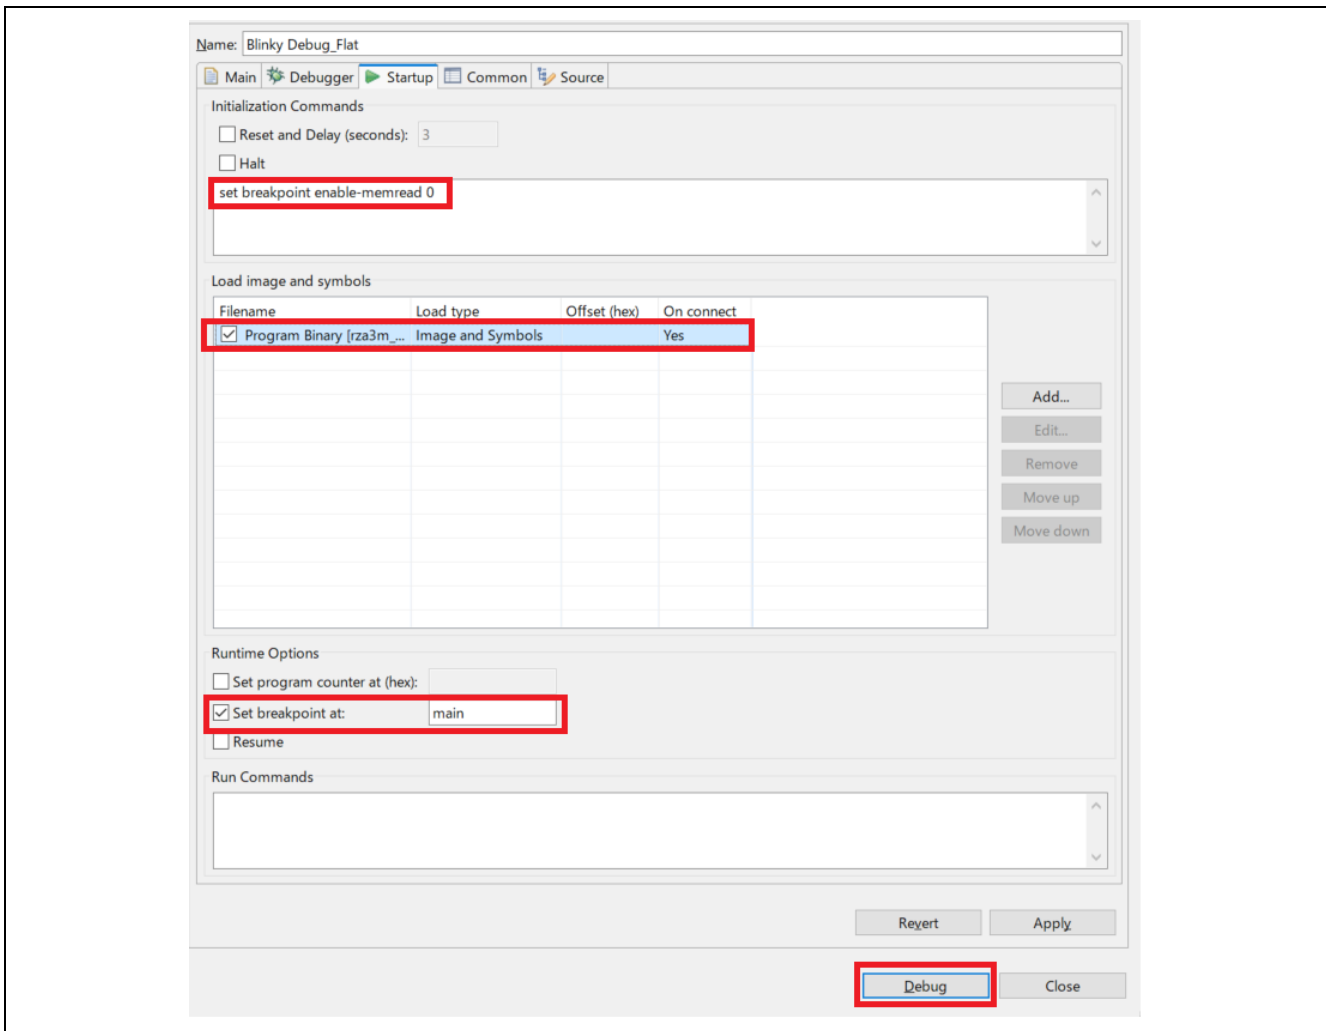 Name: Blinky Debug_Flat
Main Debugger Startup Common Source
Initialization Commands
Reset and Delay (seconds): 3
Halt
set breakpoint enable-memread 0
Load image and symbols
Filename Load type Offset (hex) On connect
Program Binary [rza3m_... Image and Symbols Yes
Add...
Edit...
Remove
Move up
Move down
Runtime Options
Set program counter at (hex):
Set breakpoint at: main
Resume
Run Commands
Revert Apply
Debug Close